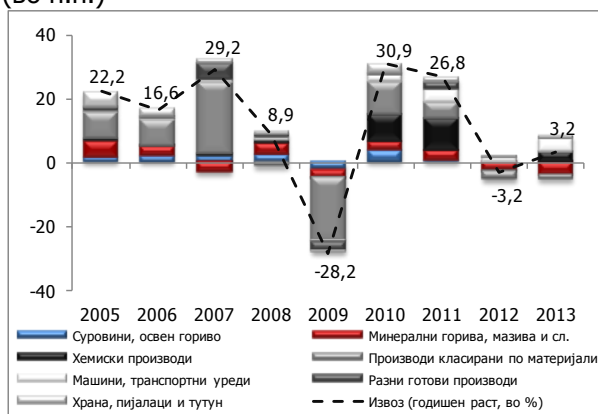 (во п.п.)
40
20
0
-20
-40
22,2
16,6
29,2
8,9
-28,2
30,9
26,8
-3,2
3,2
2005 2006 2007 2008 2009 2010 2011 2012 2013
Суровини, освен гориво
Минерални горива, мазива и сл.
Хемиски производи
Производи класирани по материјали
Машини, транспортни уреди
Разни готови производи
Храна, пијалаци и тутун
Извоз (годишен раст, во %)